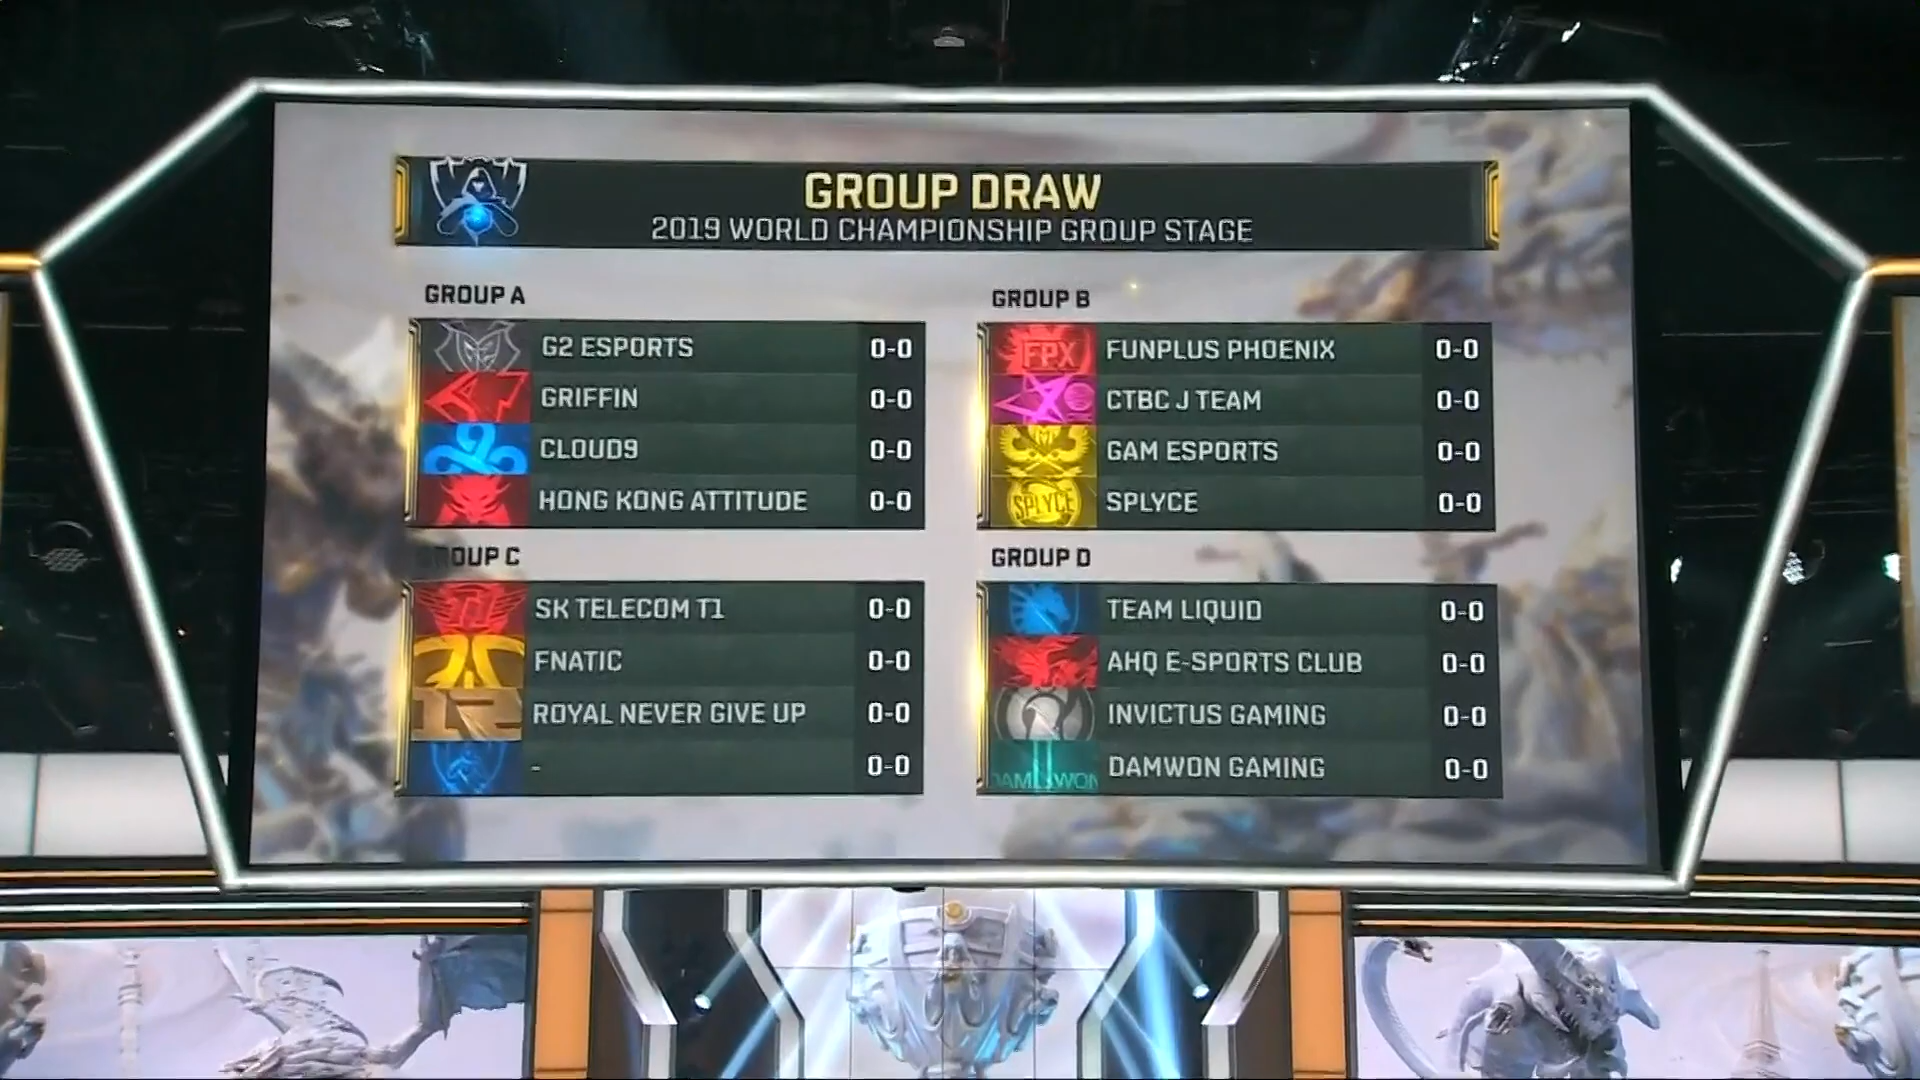 GROUP DRAW
2019 WORLD CHAMPIONSHIP GROUP STAGE
GROUP A
G2 ESPORTS 0-0
GRIFFIN 0-0
CLOUD9 0-0
HONG KONG ATTITUDE 0-0
GROUP B
FPX FUNPLUS PHOENIX 0-0
CTBC J TEAM 0-0
GAM ESPORTS 0-0
SPLYCE SPLYCE 0-0
GROUP C
T1 SK TELECOM T1 0-0
FNATIC 0-0
ROYAL NEVER GIVE UP 0-0
- 0-0
GROUP D
TEAM LIQUID 0-0
AHQ E-SPORTS CLUB 0-0
INVICTUS GAMING 0-0
DAMWON DAMWON GAMING 0-0